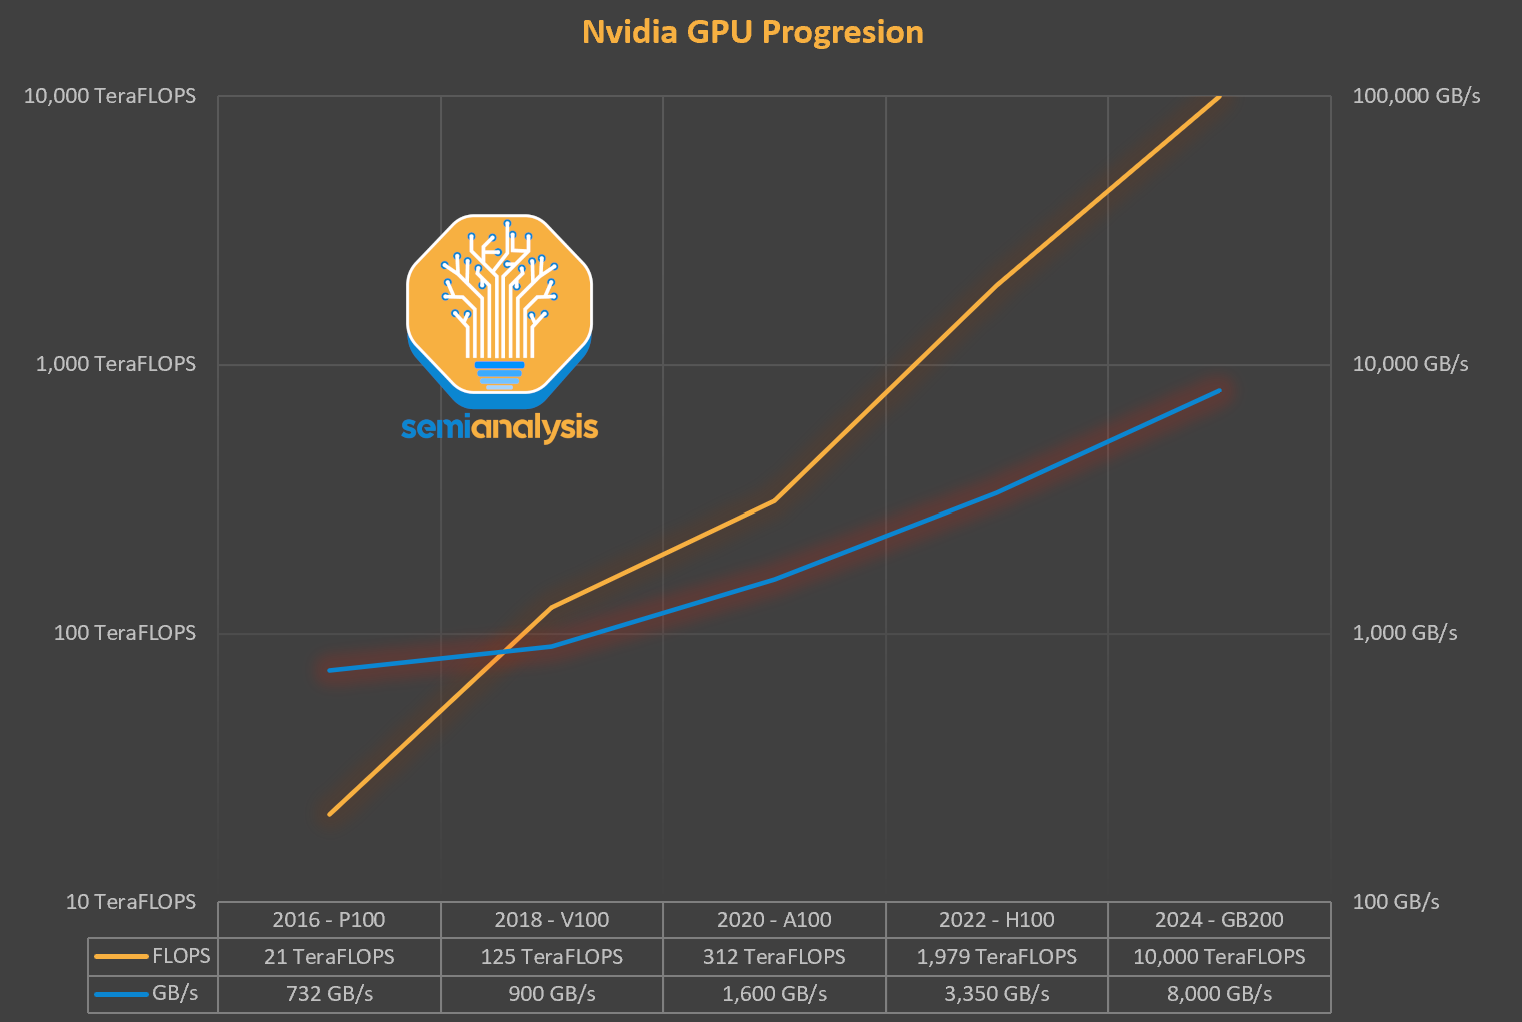 Nvidia GPU Progresion
10,000 TeraFLOPS
100,000 GB/s
1,000 TeraFLOPS
10,000 GB/s
semianalysis
100 TeraFLOPS
1,000 GB/s
10 TeraFLOPS
100 GB/s
2016 - P100 2018 - V100 2020 - A100 2022 - H100 2024 - GB200
FLOPS 21 TeraFLOPS 125 TeraFLOPS 312 TeraFLOPS 1,979 TeraFLOPS 10,000 TeraFLOPS
GB/s 732 GB/s 900 GB/s 1,600 GB/s 3,350 GB/s 8,000 GB/s